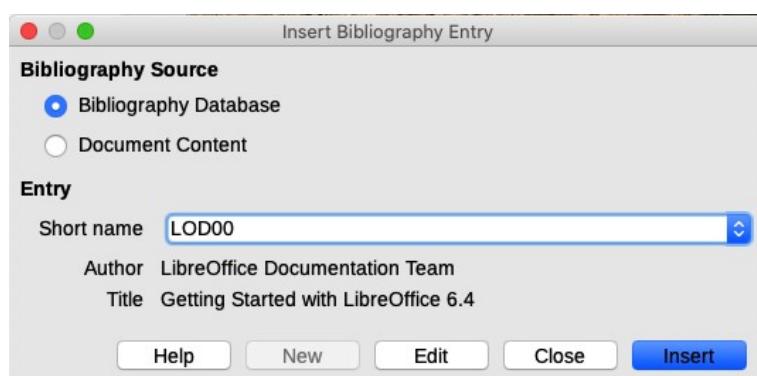 Insert Bibliography Entry
Bibliography Source
Bibliography Database
Document Content
Entry
Short name LOD00
Author LibreOffice Documentation Team
Title Getting Started with LibreOffice 6.4
Help New Edit Close Insert